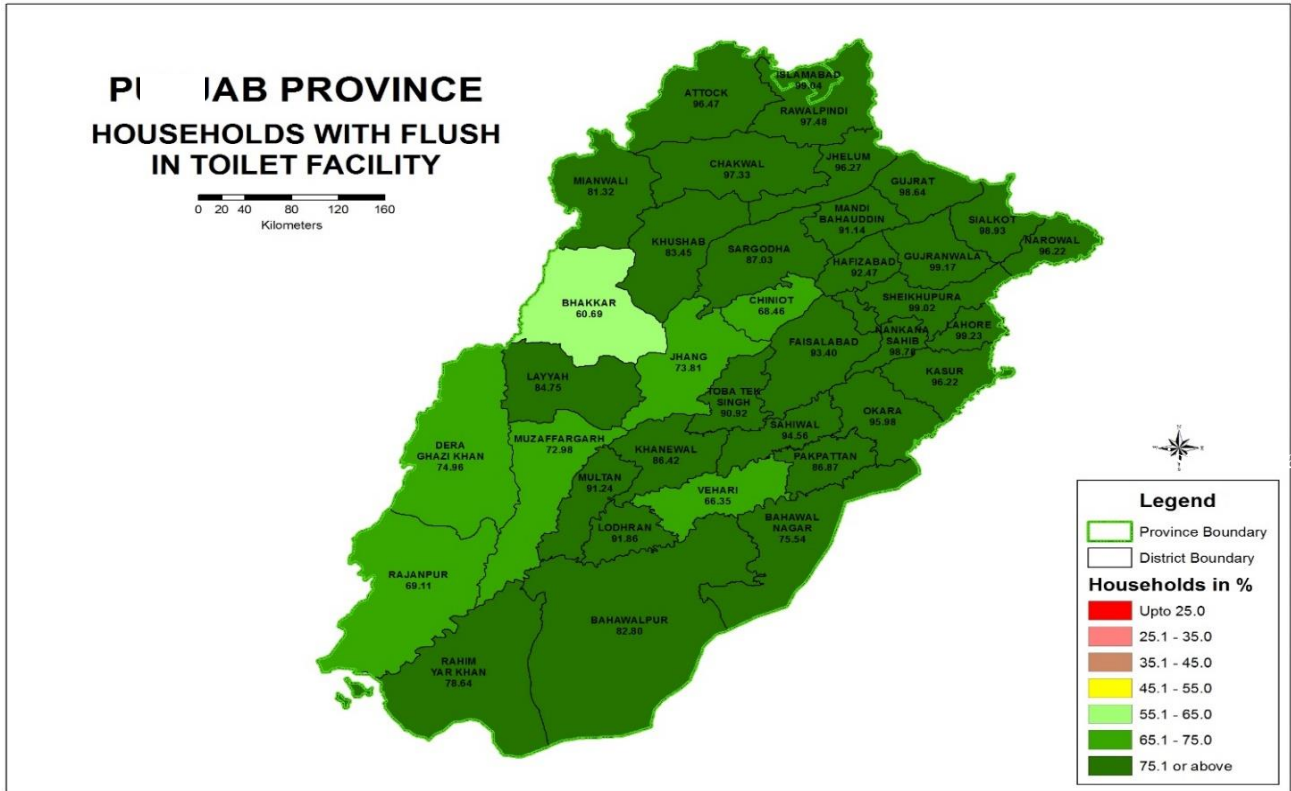 PU JAB PROVINCE
HOUSEHOLDS WITH FLUSH
IN TOILET FACILITY
0 20 40 80 120 160
Kilometers
ISLAMABAD
99.04
ATTOCK
96.47
RAWALPINDI
97.48
CHAKWAL
97.33
JHELUM
96.27
MIANWALI
81.32
GUJRAT
98.64
MANDI
BAHAUDDIN
91.14
SIALKOT
98.93
NAROWAL
96.22
KHUSHAB
83.45
SARGODHA
87.03
HAFIZABAD
92.47
GUJRANWALA
99.17
SHEIKHUPURA
99.02
BHAKKAR
60.69
CHINIOT
68.46
FAISALABAD
93.40
NANKANA
SAHIB
98.78
LAHORE
99.23
JHANG
73.81
KASUR
96.22
LAYYAH
84.75
TOBA TEK
SINGH
90.92
OKARA
95.98
DERA
GHAZI KHAN
74.96
MUZAFFARGARH
72.98
KHANEWAL
86.42
SAHIWAL
94.56
PAKPATTAN
86.87
MULTAN
91.24
VEHARI
66.35
LODHRAN
91.86
BAHAWAL
NAGAR
75.54
RAJANPUR
69.11
BAHAWALPUR
82.80
RAHIM
YAR KHAN
78.64
Legend
Province Boundary
District Boundary
Households in %
Upto 25.0
25.1 - 35.0
35.1 - 45.0
45.1 - 55.0
55.1 - 65.0
65.1 - 75.0
75.1 or above